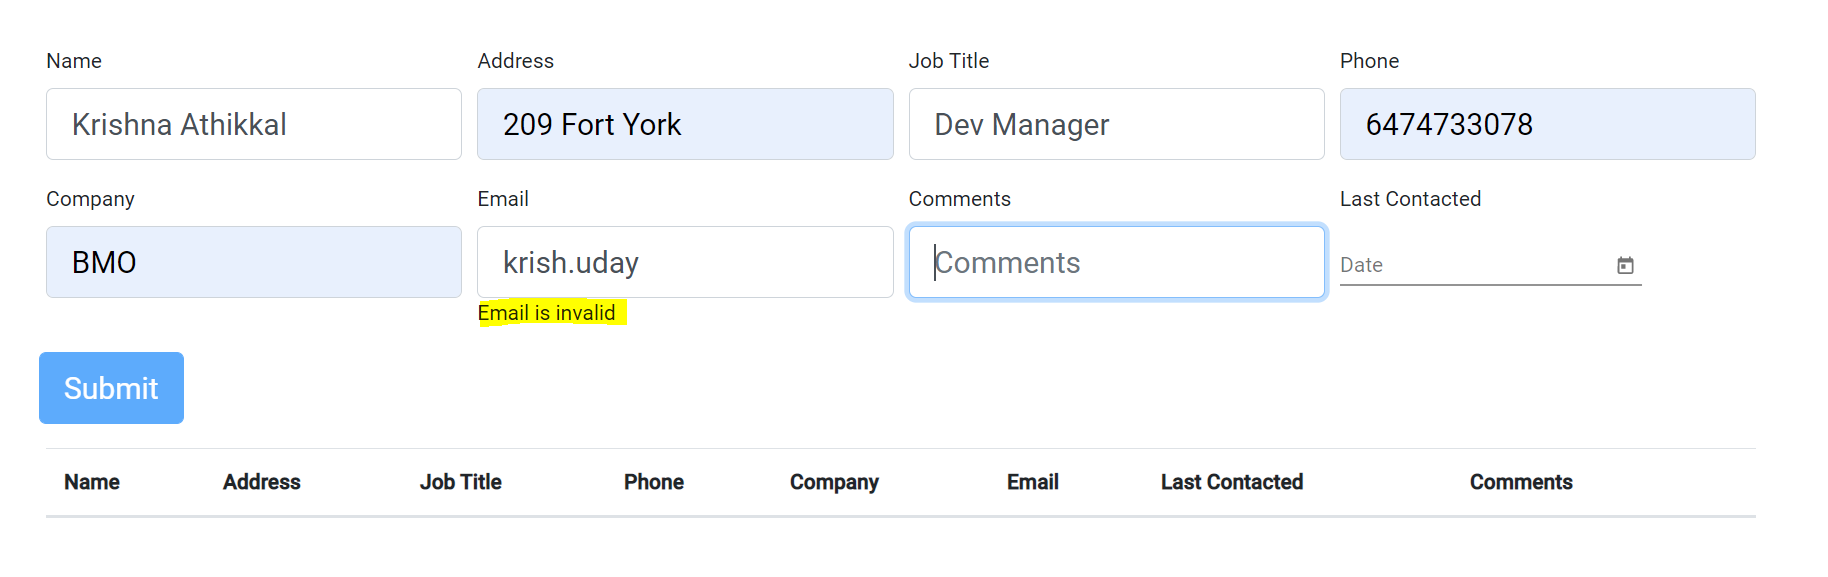 Name Address Job Title Phone
Krishna Athikkal 209 Fort York Dev Manager 6474733078
Company Email Comments Last Contacted
BMO krish.uday Comments Date
Email is invalid
Submit
Name Address Job Title Phone Company Email Last Contacted Comments